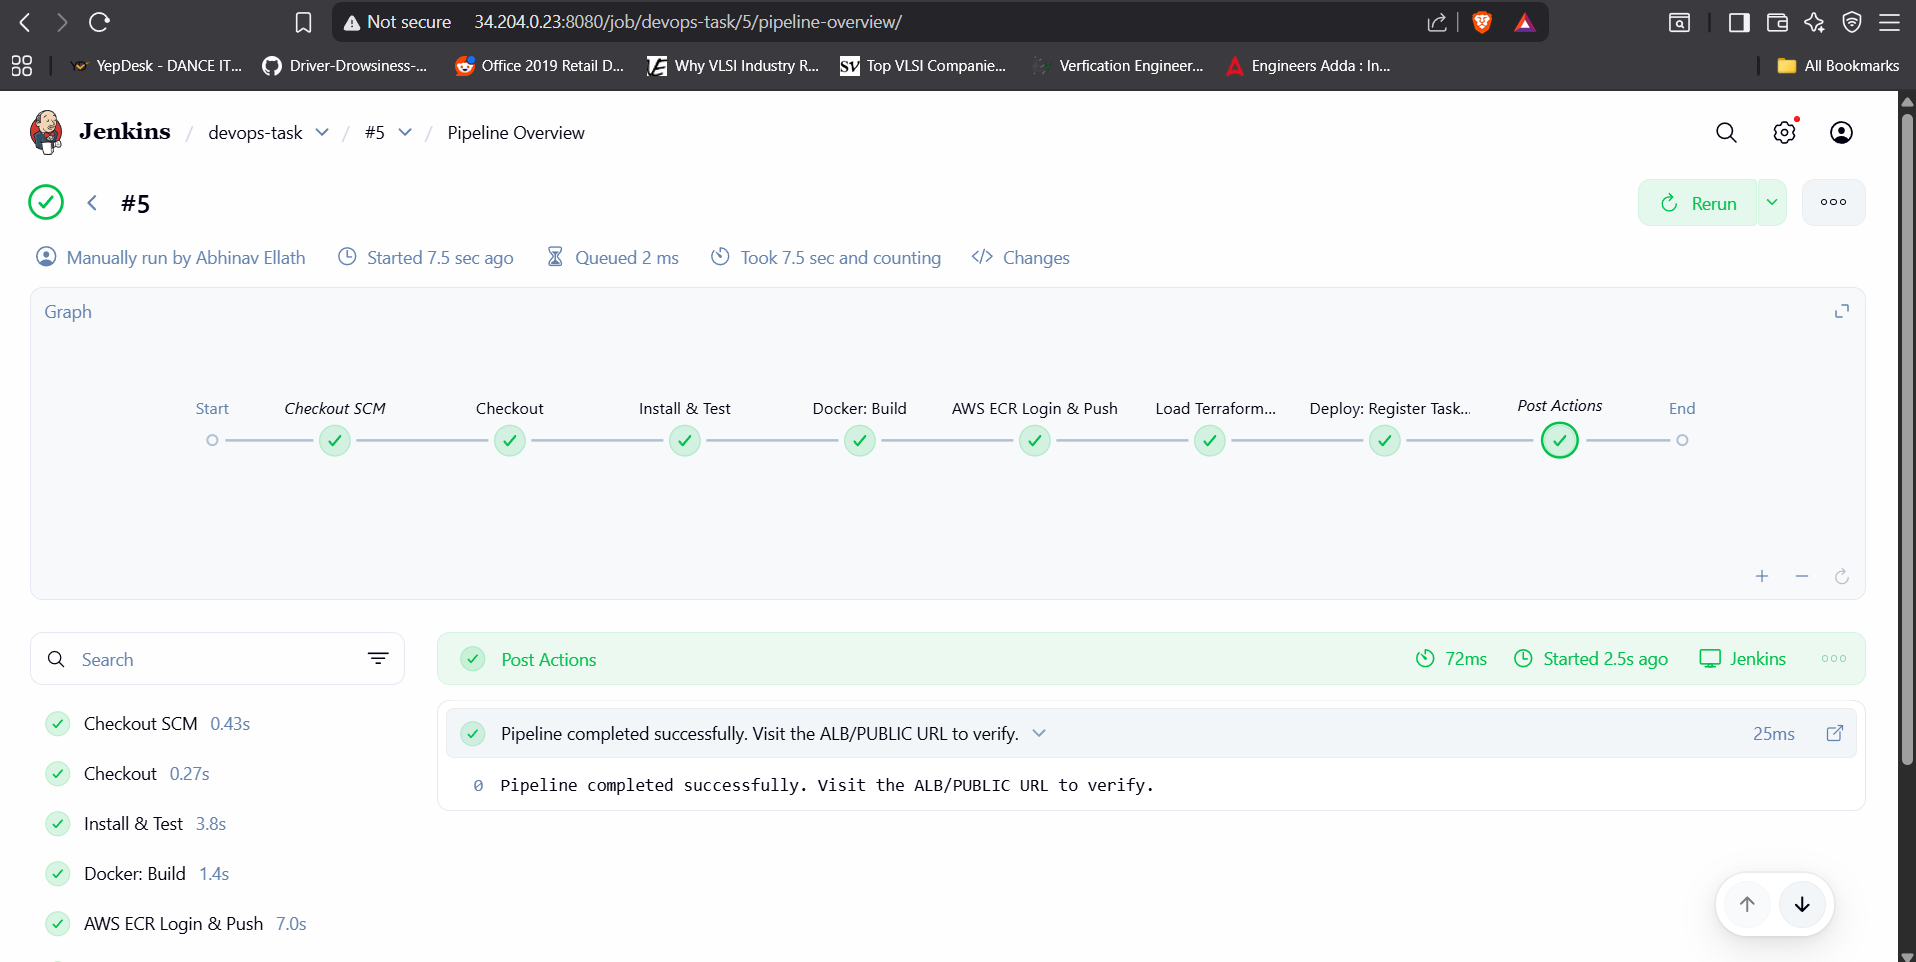 Not secure 34.204.0.23:8080/job/devops-task/5/pipeline-overview/
YepDesk - DANCE IT... Driver-Drowsiness-... Office 2019 Retail D... Why VLSI Industry R... SV Top VLSI Companie... Verfication Engineer... Engineers Adda : In... All Bookmarks
Jenkins / devops-task / #5 / Pipeline Overview
#5
Rerun
Manually run by Abhinav Ellath Started 7.5 sec ago Queued 2 ms Took 7.5 sec and counting Changes
Graph
Start Checkout SCM Checkout Install & Test Docker: Build AWS ECR Login & Push Load Terraform... Deploy: Register Task... Post Actions End
Search
Post Actions 72ms Started 2.5s ago Jenkins
Checkout SCM 0.43s
Pipeline completed successfully. Visit the ALB/PUBLIC URL to verify. 25ms
Checkout 0.27s
0 Pipeline completed successfully. Visit the ALB/PUBLIC URL to verify.
Install & Test 3.8s
Docker: Build 1.4s
AWS ECR Login & Push 7.0s